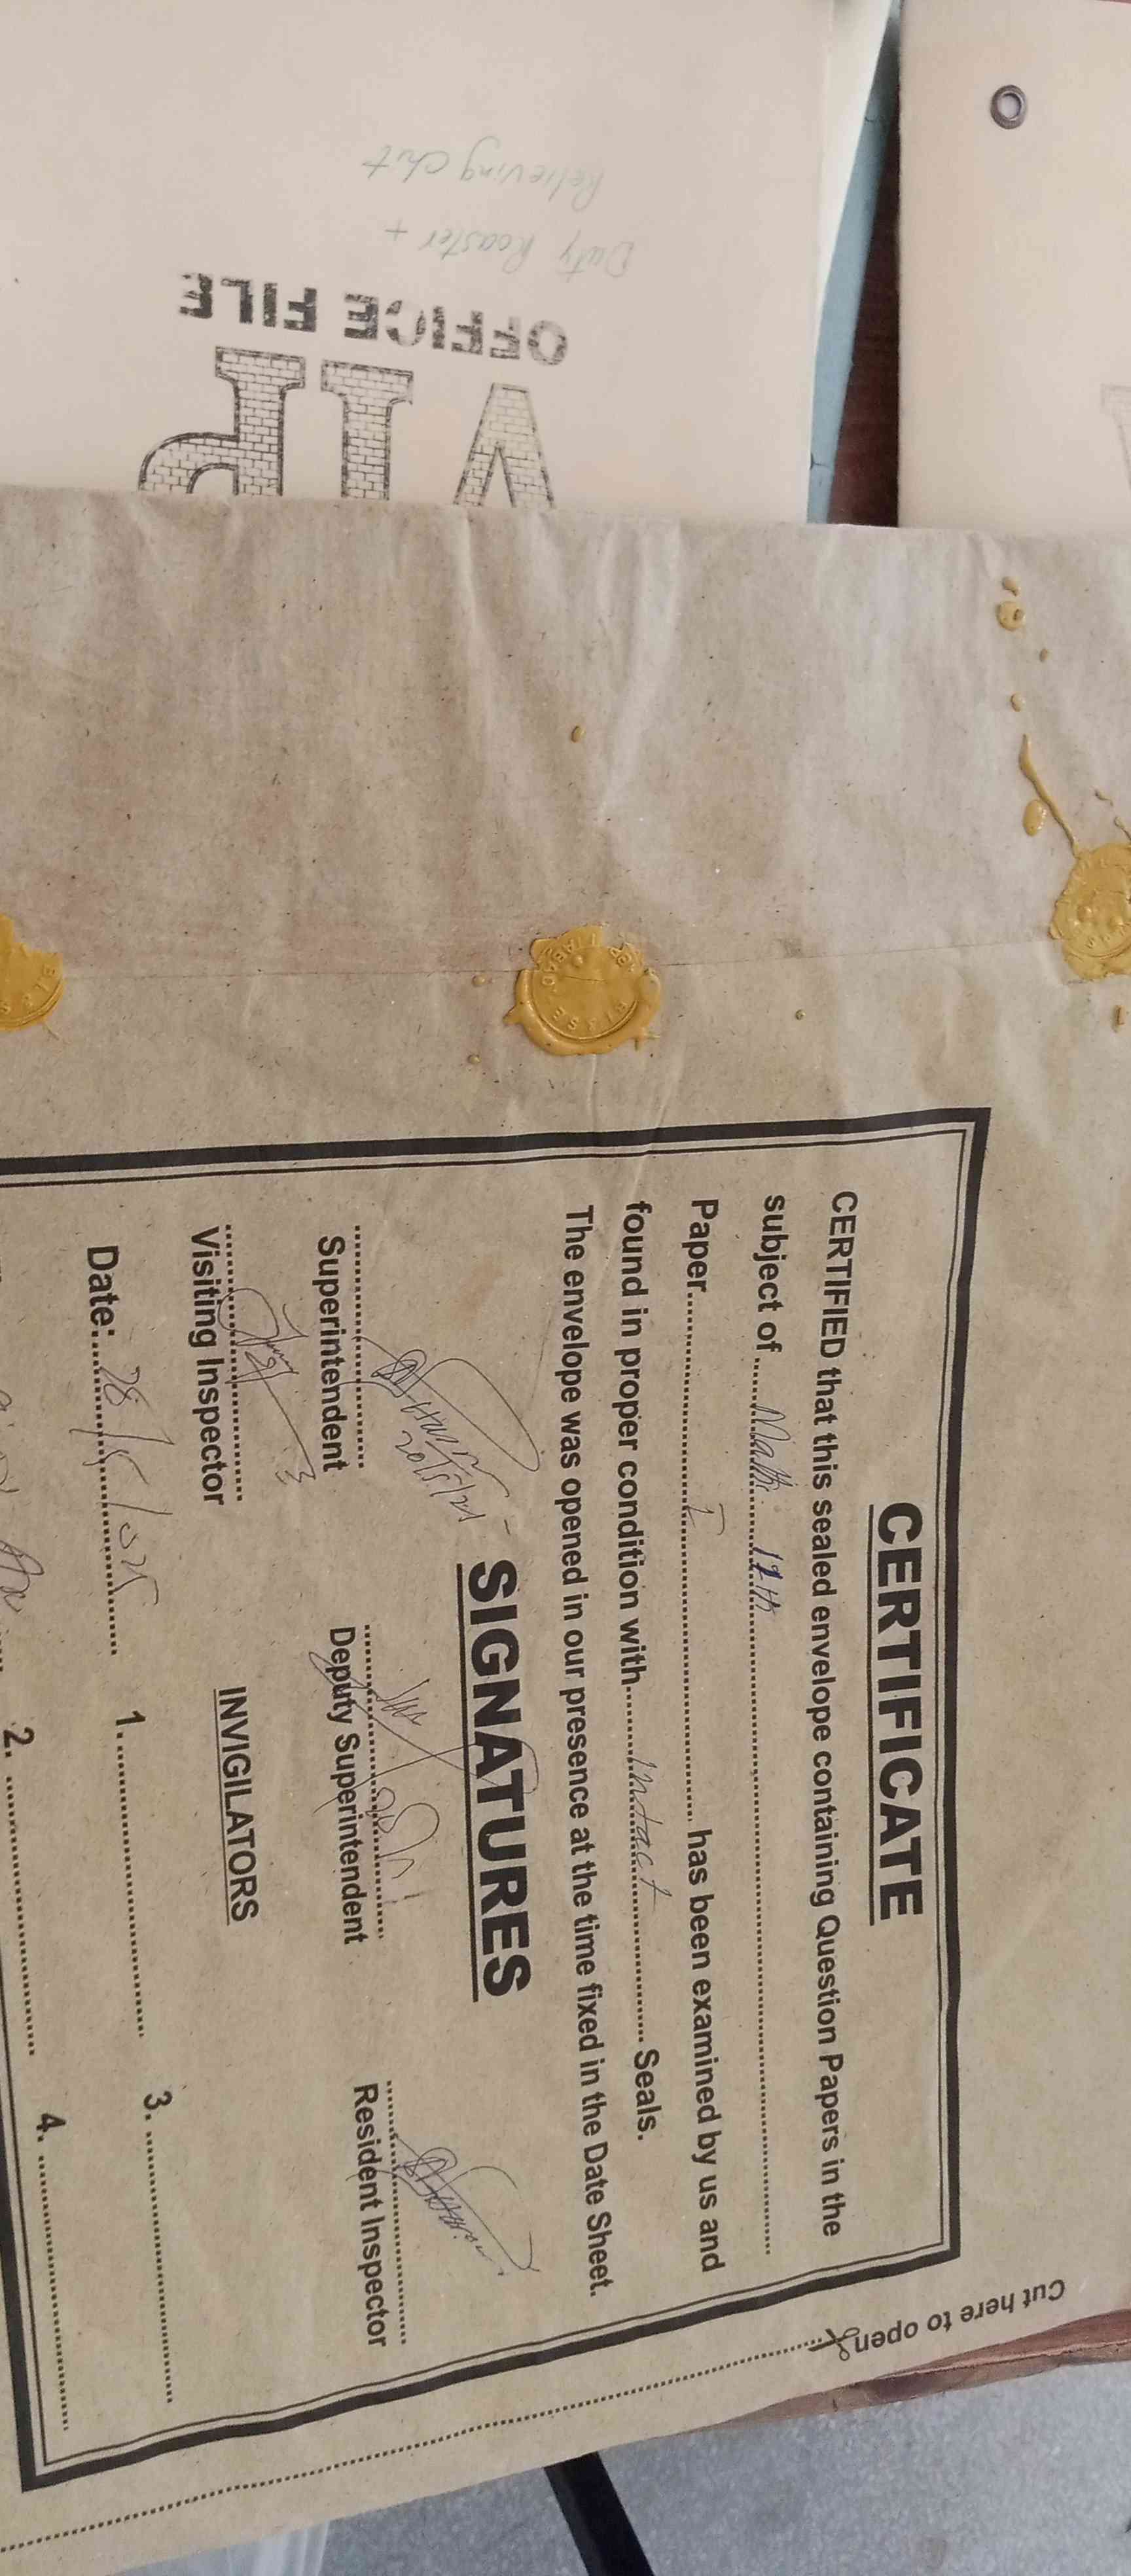 CERTIFICATE
CERTIFIED that this sealed envelope containing Question Papers in the
subject of ..... Math. 12th .....
Paper ..... I ..... has been examined by us and
found in proper condition with ..... intact ..... Seals.
The envelope was opened in our presence at the time fixed in the Date Sheet.
SIGNATURES
Superintendent
Deputy Superintendent
Resident Inspector
Visiting Inspector
INVIGILATORS
Date: 28/5/025
1. .....
3. .....
2. .....
4. .....
Cut here to open
VIP
OFFICE FILE
Duty Roaster +
Relieving chit